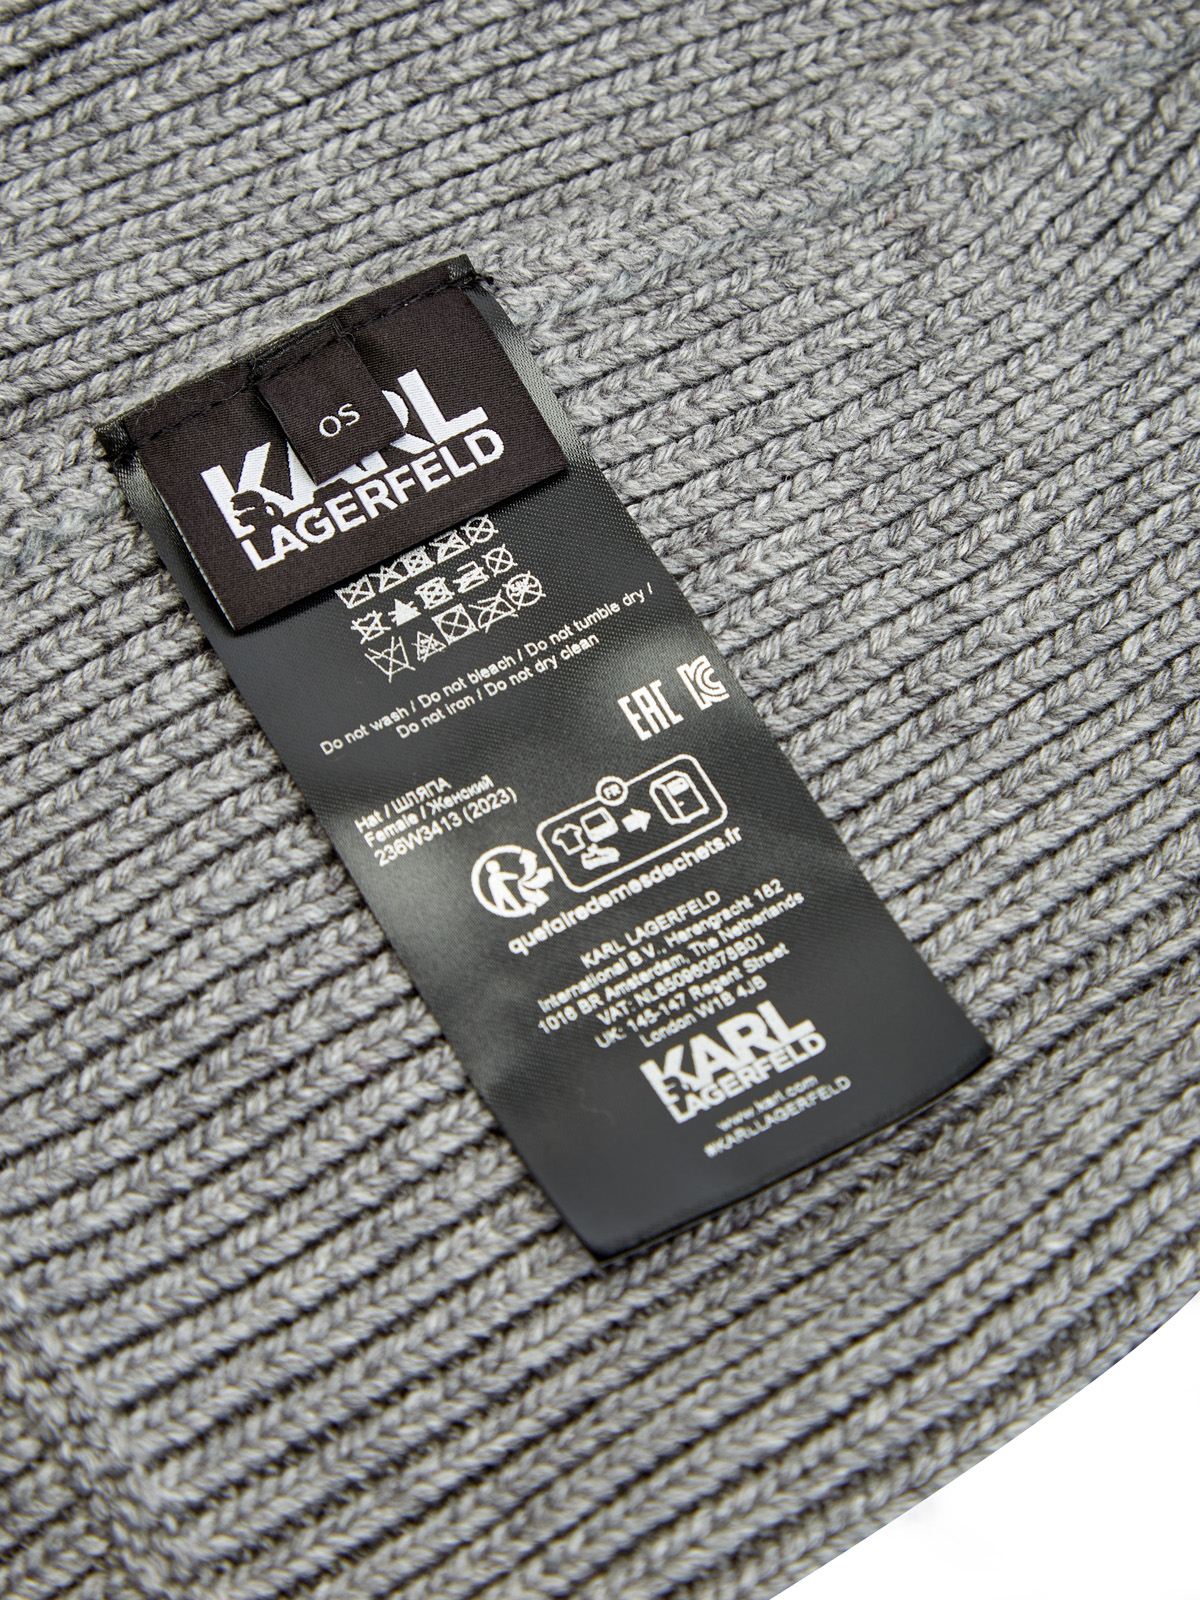 OS
KARL
LAGERFELD
Do not wash / Do not bleach / Do not tumble dry /
Do not iron / Do not dry clean
EAC
Hat / ШЛЯПА
Female / Женский
236W3413 (2023)
FR
quefairedemesdechets.fr
KARL LAGERFELD
International B.V., Herengracht 182
1016 BR Amsterdam, The Netherlands
VAT: NL850960878B01
UK: 145-147 Regent Street
London W1B 4JB
KARL
LAGERFELD
www.karl.com
#KARLLAGERFELD